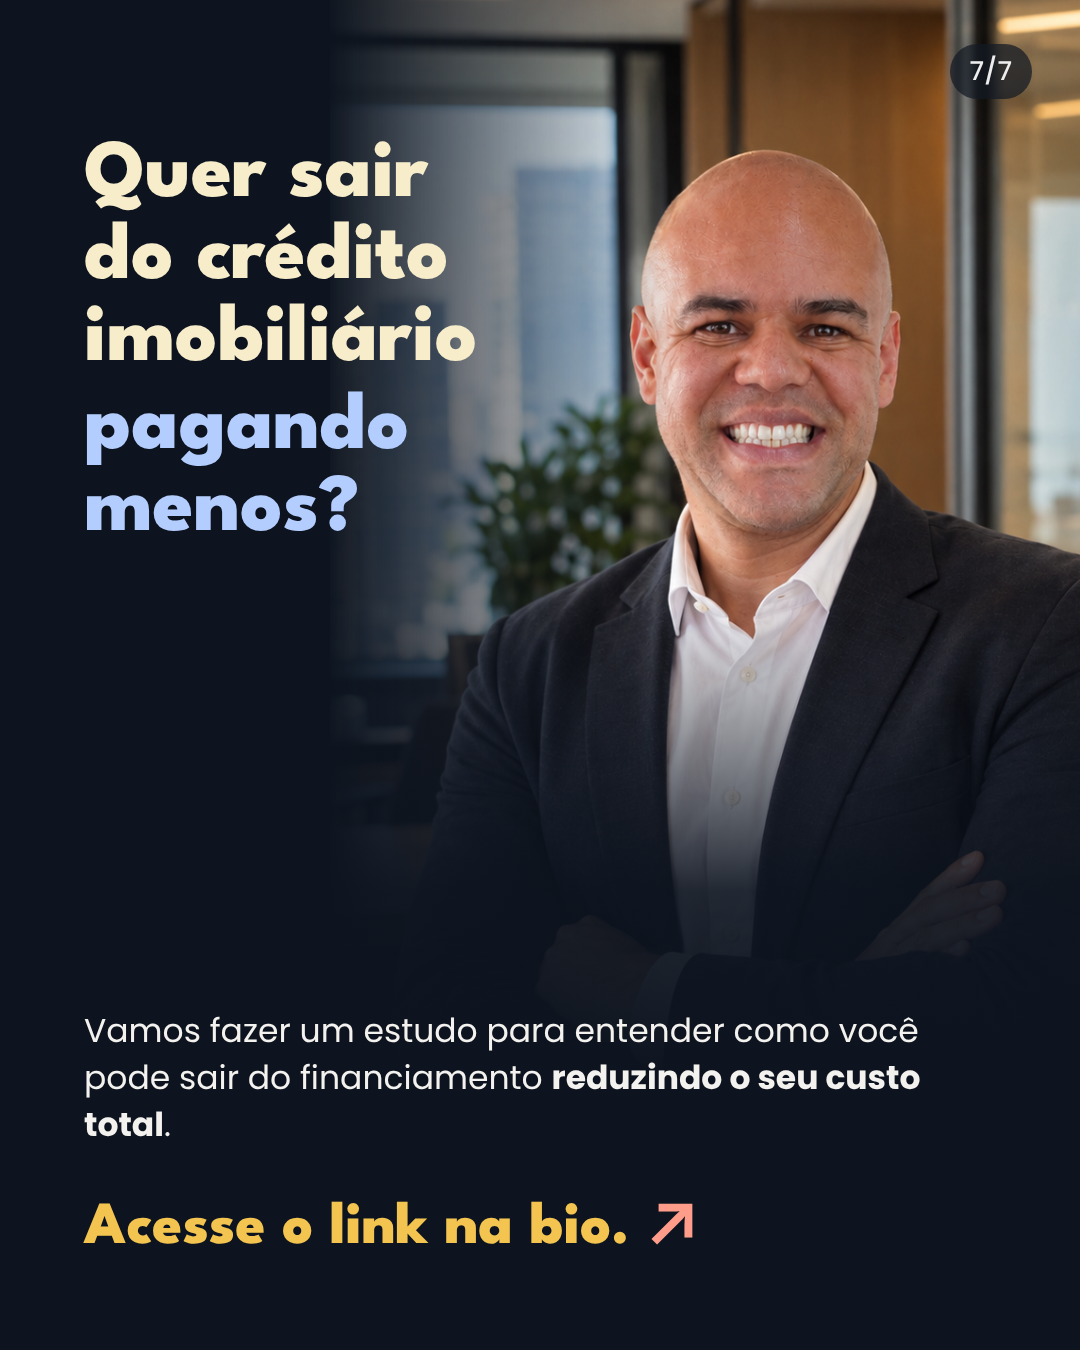 7/7
Quer sair
do crédito
imobiliário
pagando
menos?
Vamos fazer um estudo para entender como você
pode sair do financiamento reduzindo o seu custo
total.
Acesse o link na bio. ↗